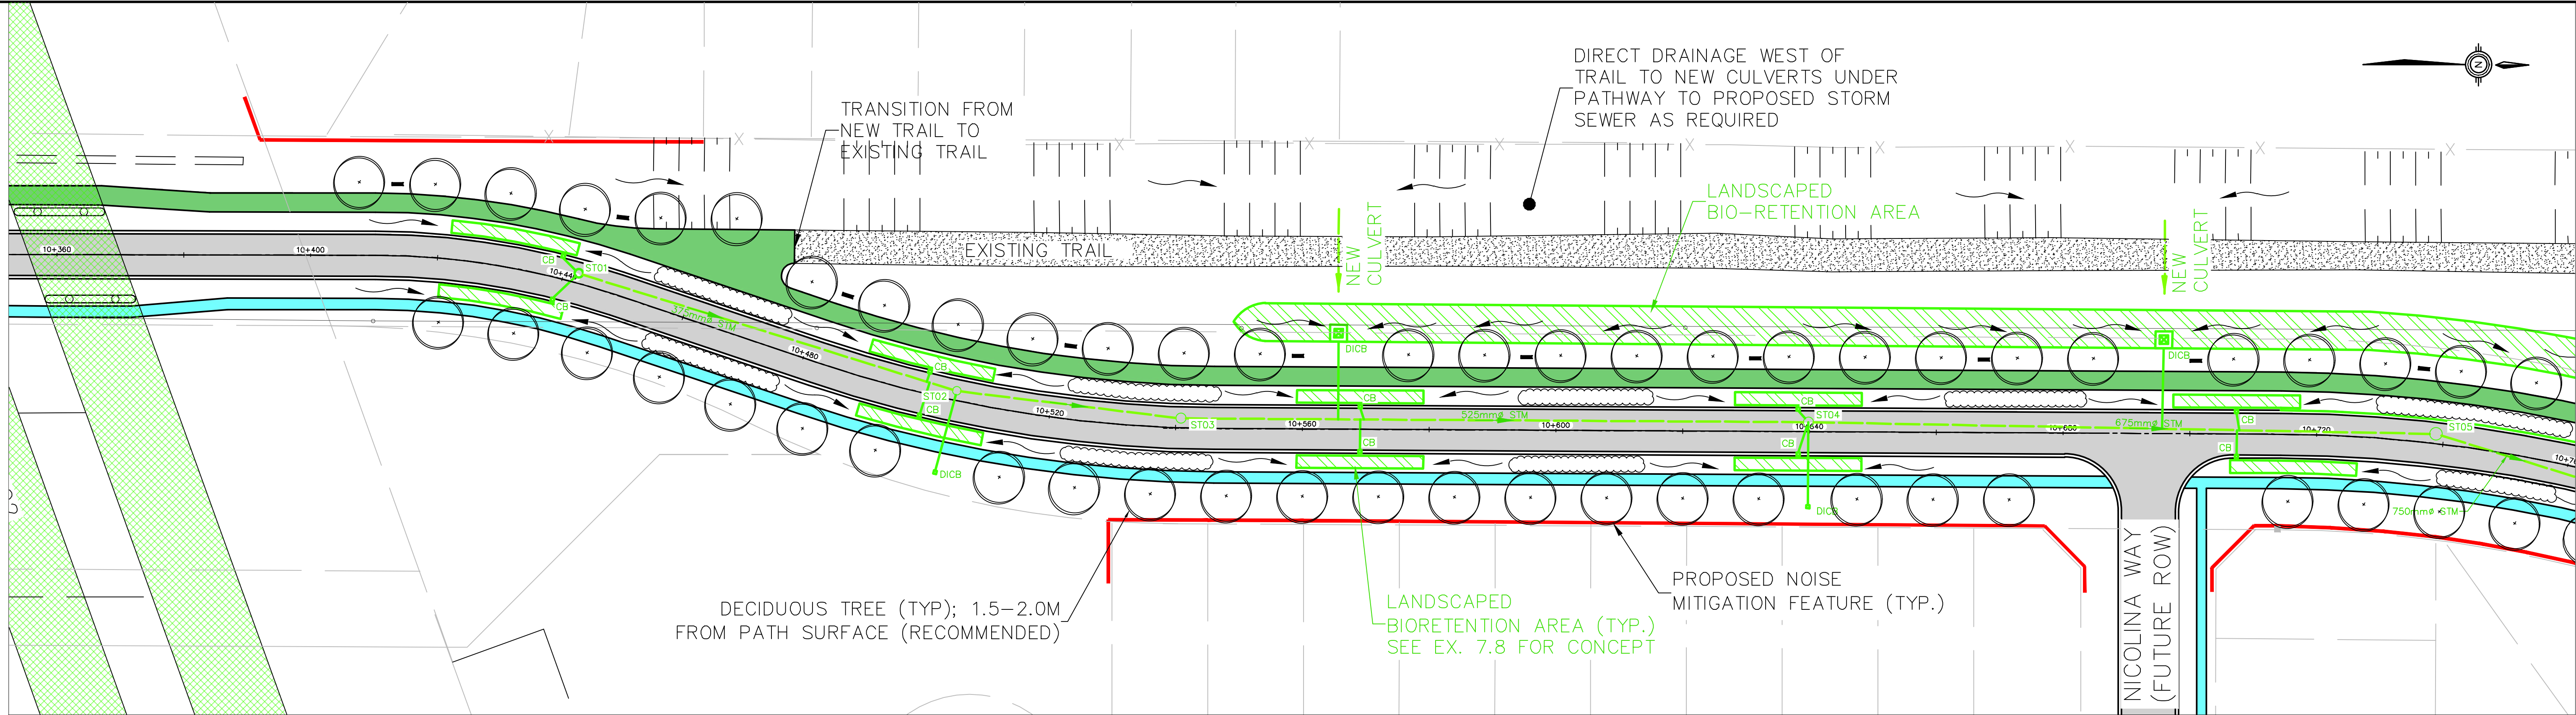 DIRECT DRAINAGE WEST OF
TRAIL TO NEW CULVERTS UNDER
PATHWAY TO PROPOSED STORM
SEWER AS REQUIRED
N
TRANSITION FROM
NEW TRAIL TO
EXISTING TRAIL
LANDSCAPED
BIO-RETENTION AREA
NEW
CULVERT
NEW
CULVERT
EXISTING TRAIL
10+360
10+400
CB
ST01
10+44
CB
375mmø STM
10+480
CB
ST02
CB
DICB
10+520
ST03
DICB
CB
10+560
CB
525mmø STM
10+600
CB
ST04
10+640
CB
DICB
10+680
675mmø STM
DICB
CB
CB
10+720
ST05
750mmø STM
DECIDUOUS TREE (TYP); 1.5-2.0M
FROM PATH SURFACE (RECOMMENDED)
LANDSCAPED
BIORETENTION AREA (TYP.)
SEE EX. 7.8 FOR CONCEPT
PROPOSED NOISE
MITIGATION FEATURE (TYP.)
NICOLINA WAY
(FUTURE ROW)